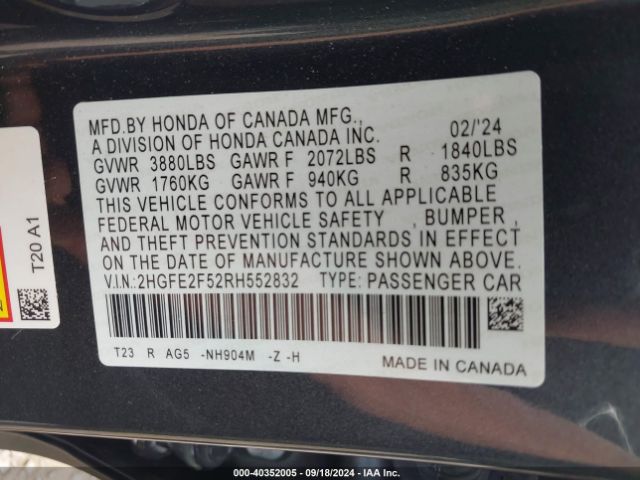 MFD.BY HONDA OF CANADA MFG.,
A DIVISION OF HONDA CANADA INC. 02/'24
GVWR 3880LBS GAWR F 2072LBS R 1840LBS
GVWR 1760KG GAWR F 940KG R 835KG
THIS VEHICLE CONFORMS TO ALL APPLICABLE
FEDERAL MOTOR VEHICLE SAFETY , BUMPER ,
AND THEFT PREVENTION STANDARDS IN EFFECT
ON THE DATE OF MANUFACTURE SHOWN ABOVE.
V.I.N.:2HGFE2F52RH552832 TYPE: PASSENGER CAR
T23 R AG5 -NH904M -Z -H
MADE IN CANADA
T20 A1
000-40352005 - 09/18/2024 - IAA Inc.